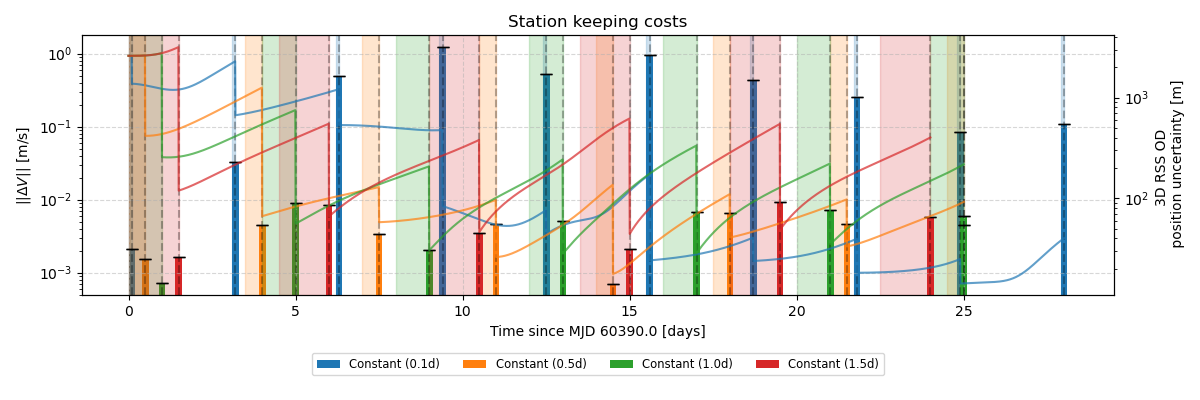 Station keeping costs
||ΔV|| [m/s]
10⁰
10⁻¹
10⁻²
10⁻³
10³
10²
3D RSS OD
position uncertainty [m]
0 5 10 15 20 25
Time since MJD 60390.0 [days]
Constant (0.1d) Constant (0.5d) Constant (1.0d) Constant (1.5d)